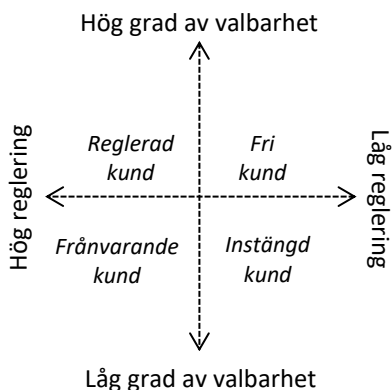 Hög grad av valbarhet
Hög reglering
Reglerad
kund
Fri
kund
Låg reglering
Frånvarande
kund
Instängd
kund
Låg grad av valbarhet